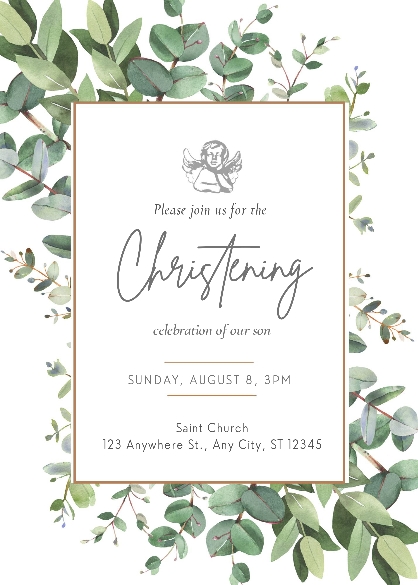 Please join us for the
Christening
celebration of our son
SUNDAY, AUGUST 8, 3PM
Saint Church
123 Anywhere St., Any City, ST 12345